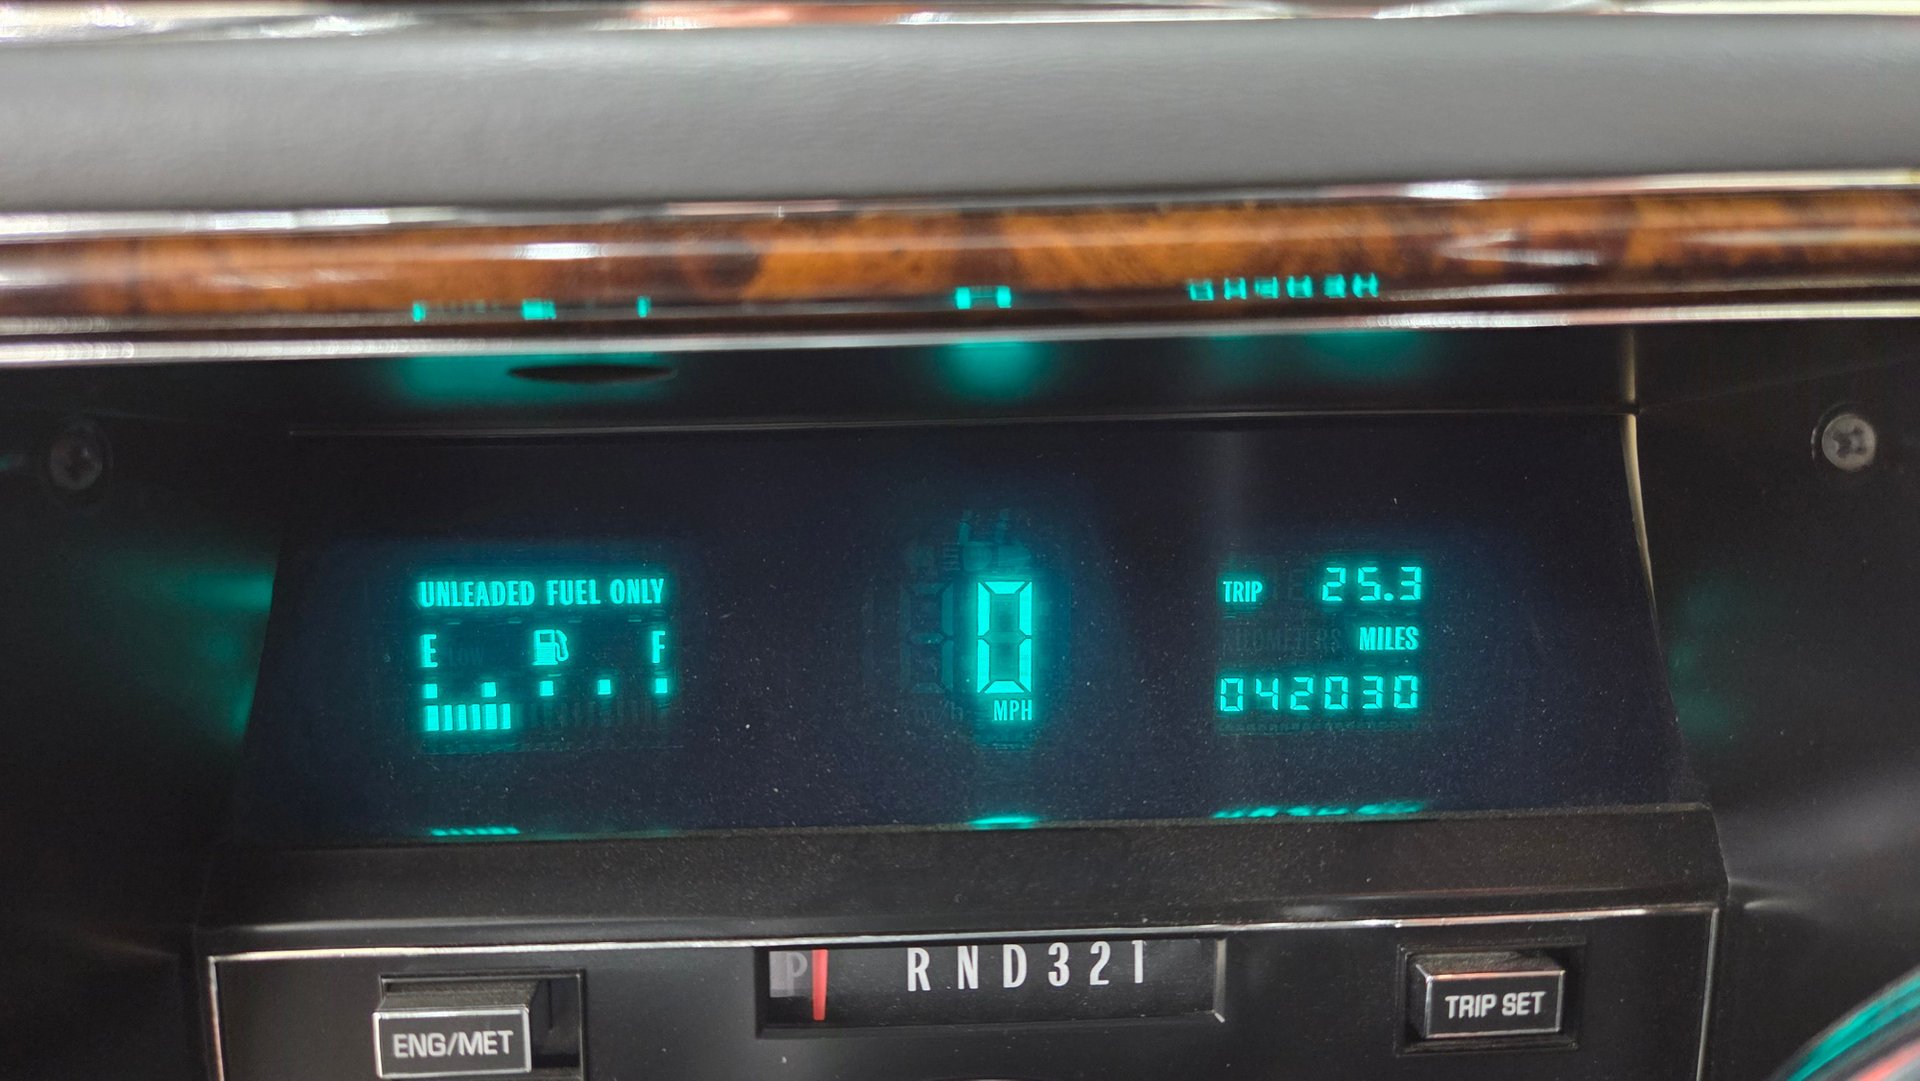 UNLEADED FUEL ONLY
E F
0
MPH
TRIP 25.3
MILES
042030
P R N D 3 2 1
ENG/MET
TRIP SET